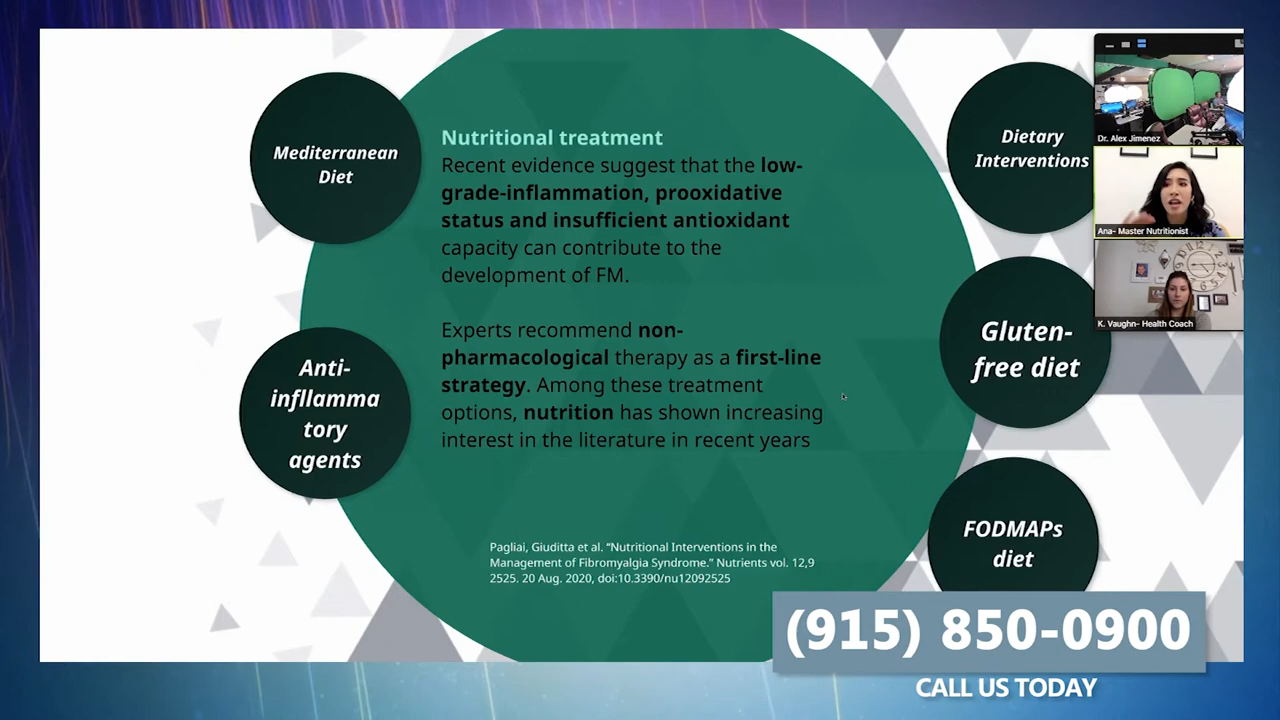 Mediterranean
Diet
Anti-
infllamma
tory
agents
Nutritional treatment
Recent evidence suggest that the low-
grade-inflammation, prooxidative
status and insufficient antioxidant
capacity can contribute to the
development of FM.
Experts recommend non-
pharmacological therapy as a first-line
strategy. Among these treatment
options, nutrition has shown increasing
interest in the literature in recent years
Pagliai, Giuditta et al. “Nutritional Interventions in the
Management of Fibromyalgia Syndrome.” Nutrients vol. 12,9
2525. 20 Aug. 2020, doi:10.3390/nu12092525
Dietary
Interventions
Gluten-
free diet
FODMAPs
diet
Dr. Alex Jimenez
Ana- Master Nutritionist
K. Vaughn- Health Coach
(915) 850-0900
CALL US TODAY